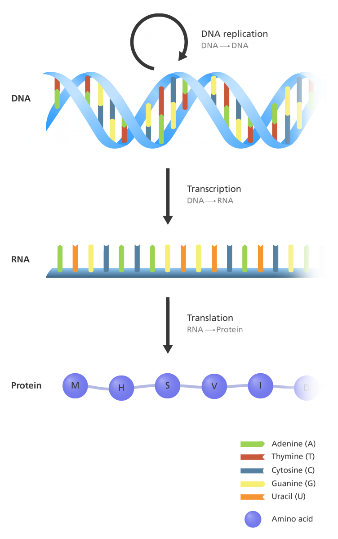 DNA replication
DNA → DNA
DNA
Transcription
DNA → RNA
RNA
Translation
RNA → Protein
Protein
M H S V I D
Adenine (A)
Thymine (T)
Cytosine (C)
Guanine (G)
Uracil (U)
Amino acid